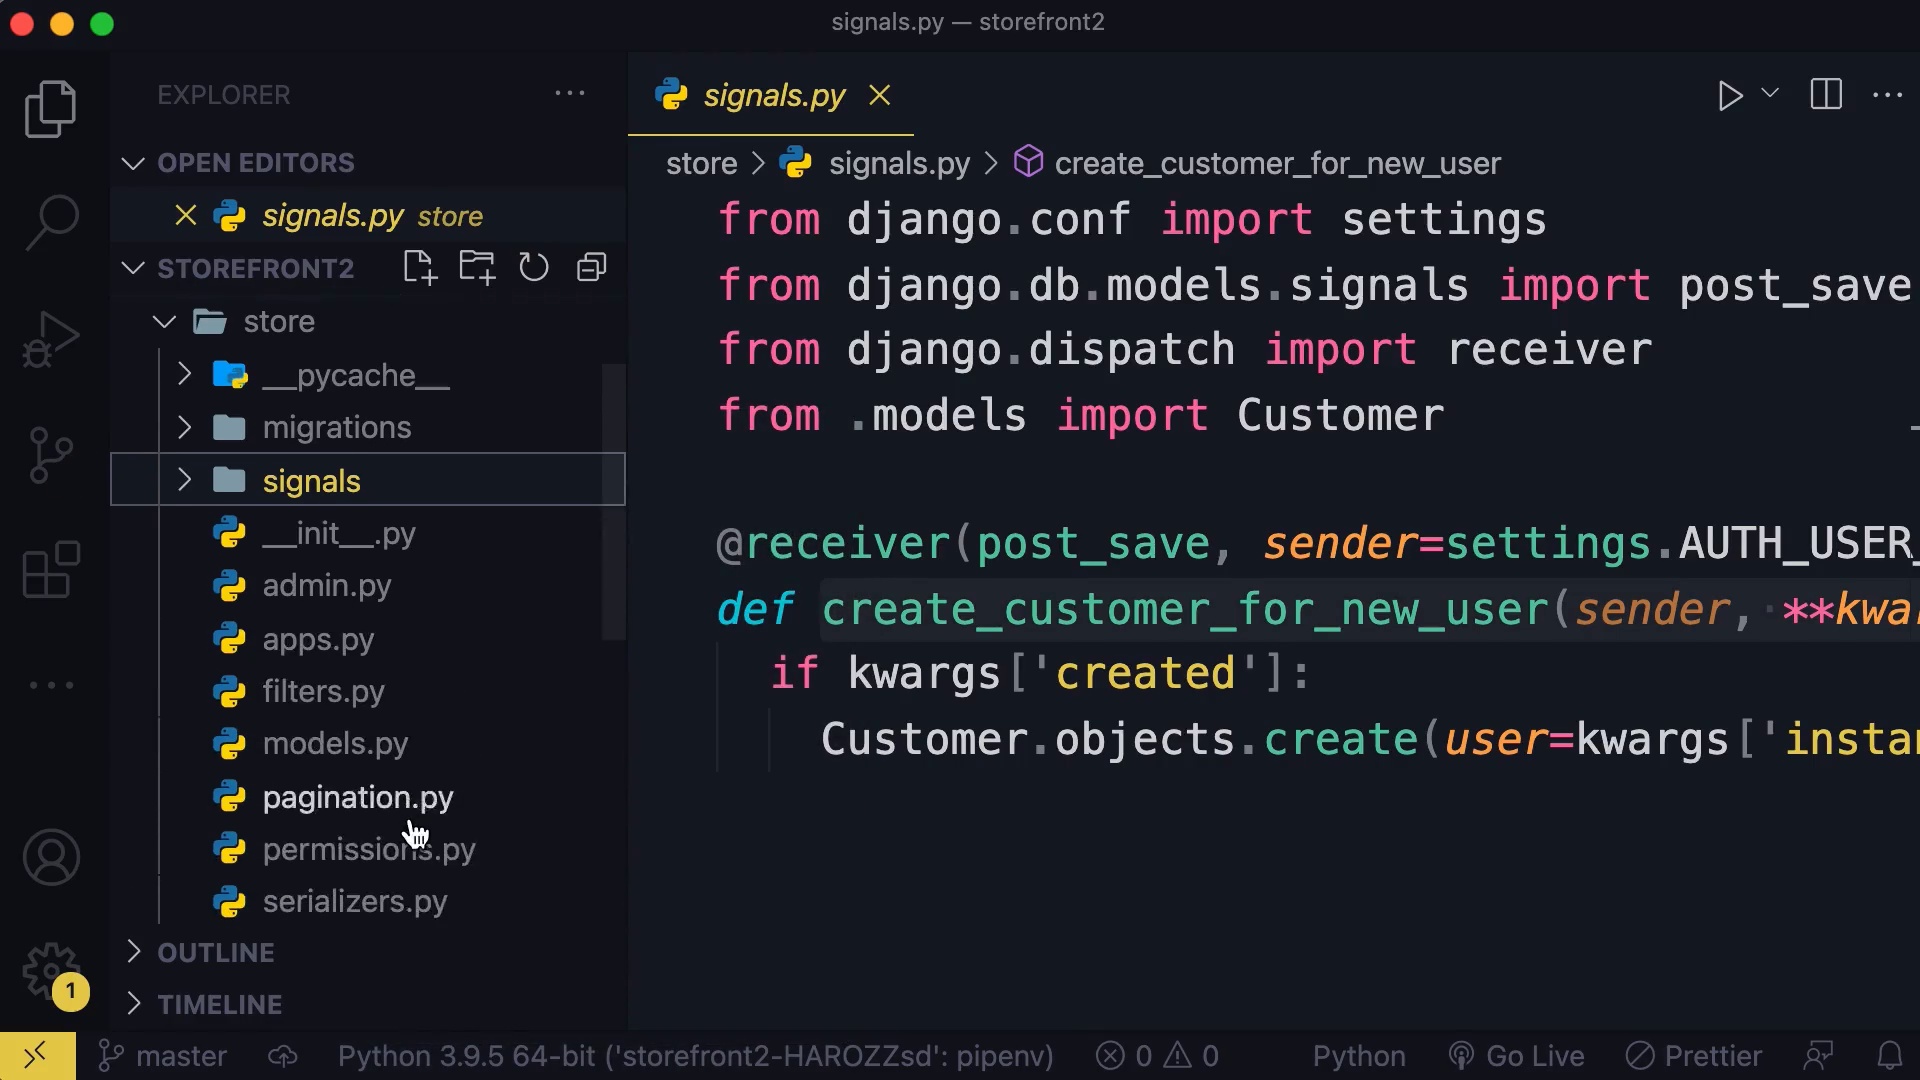 signals.py — storefront2
EXPLORER
OPEN EDITORS
signals.py store
STOREFRONT2
store
__pycache__
migrations
signals
__init__.py
admin.py
apps.py
filters.py
models.py
pagination.py
permissions.py
serializers.py
OUTLINE
TIMELINE
1
signals.py
store > signals.py > create_customer_for_new_user
from django.conf import settings
from django.db.models.signals import post_save
from django.dispatch import receiver
from .models import Customer
@receiver(post_save, sender=settings.AUTH_USER_
def create_customer_for_new_user(sender, **kwa
if kwargs['created']:
Customer.objects.create(user=kwargs['instan
master
Python 3.9.5 64-bit ('storefront2-HAROZZsd': pipenv)
0
0
Python
Go Live
Prettier